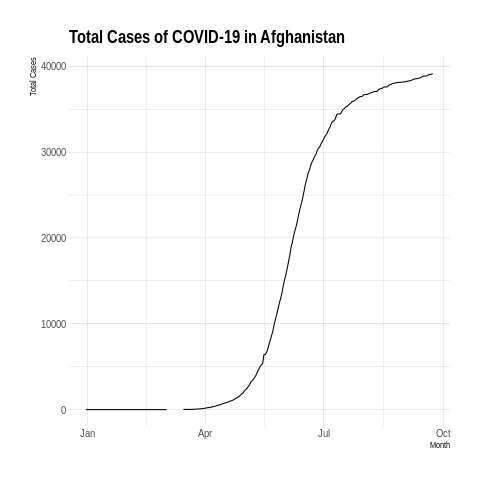 Total Cases of COVID-19 in Afghanistan
Total Cases
40000
30000
20000
10000
0
Jan Apr Jul Oct
Month